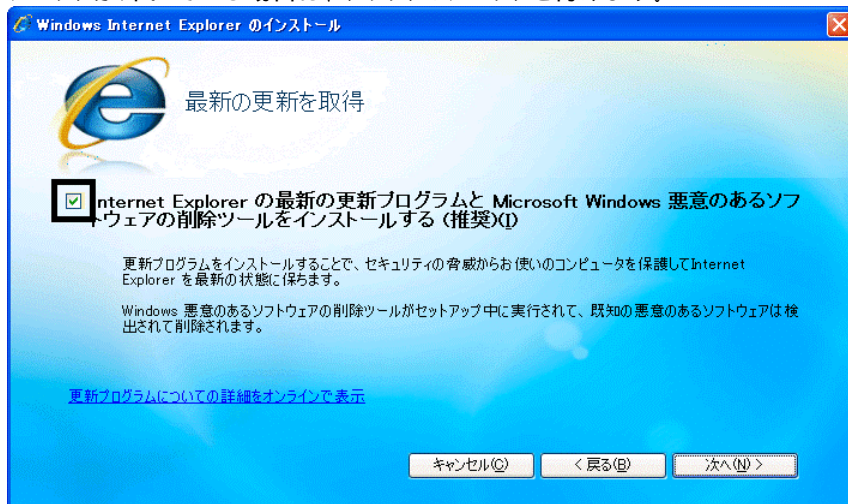 Windows Internet Explorer のインストール
最新の更新を取得
nternet Explorer の最新の更新プログラムと Microsoft Windows 悪意のあるソフ
トウェアの削除ツールをインストールする (推奨)(I)
更新プログラムをインストールすることで、セキュリティの脅威からお使いのコンピュータを保護してInternet
Explorer を最新の状態に保ちます。
Windows 悪意のあるソフトウェアの削除ツールがセットアップ中に実行されて、既知の悪意のあるソフトウェアは検
出されて削除されます。
更新プログラムについての詳細をオンラインで表示
キャンセル(C)
< 戻る(B)
次へ(N) >